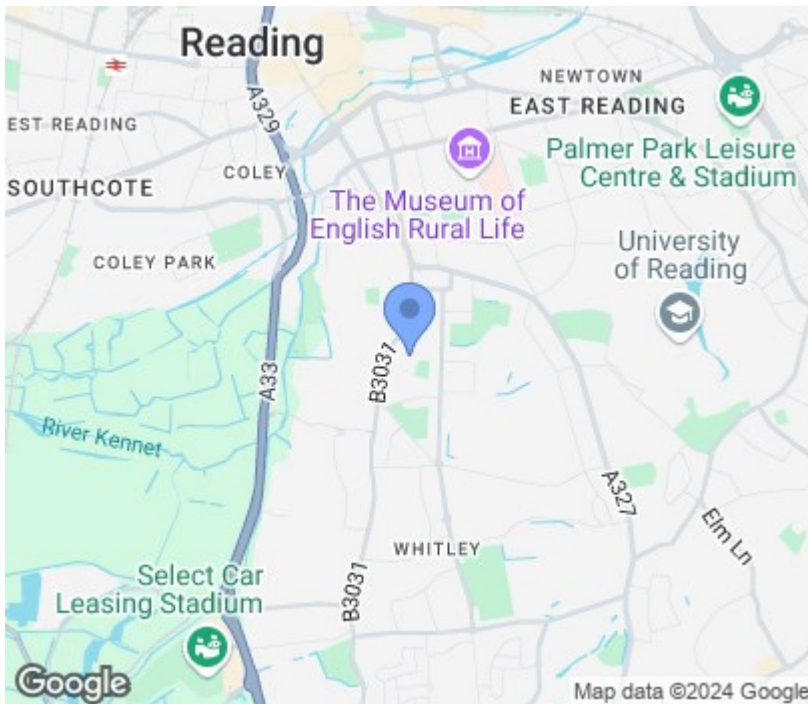 Reading
NEWTOWN
EAST READING
A329
EST READING
COLEY
Palmer Park Leisure
Centre & Stadium
SOUTHCOTE
The Museum of
English Rural Life
University
of Reading
COLEY PARK
B3031
A33
River Kennet
A327
Elm Ln
WHITLEY
Select Car
Leasing Stadium
B3031
Google
Map data ©2024 Google